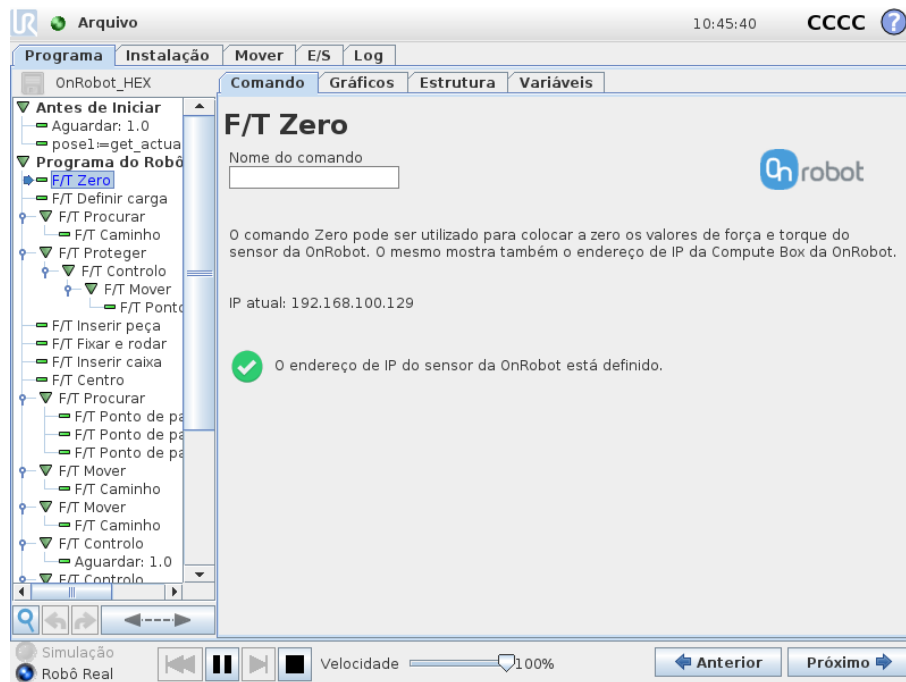 Arquivo
10:45:40
CCCC
?
Programa
Instalação
Mover
E/S
Log
OnRobot_HEX
Comando
Gráficos
Estrutura
Variáveis
Antes de Iniciar
Aguardar: 1.0
pose1:=get_actua
Programa do Robô
F/T Zero
F/T Definir carga
F/T Procurar
F/T Caminho
F/T Proteger
F/T Controlo
F/T Mover
F/T Ponto
F/T Inserir peça
F/T Fixar e rodar
F/T Inserir caixa
F/T Centro
F/T Procurar
F/T Ponto de pa
F/T Ponto de pa
F/T Ponto de pa
F/T Mover
F/T Caminho
F/T Mover
F/T Caminho
F/T Controlo
Aguardar: 1.0
F/T Controlo
F/T Zero
Nome do comando
On robot
O comando Zero pode ser utilizado para colocar a zero os valores de força e torque do
sensor da OnRobot. O mesmo mostra também o endereço de IP da Compute Box da OnRobot.
IP atual: 192.168.100.129
O endereço de IP do sensor da OnRobot está definido.
Simulação
Robô Real
Velocidade
100%
Anterior
Próximo